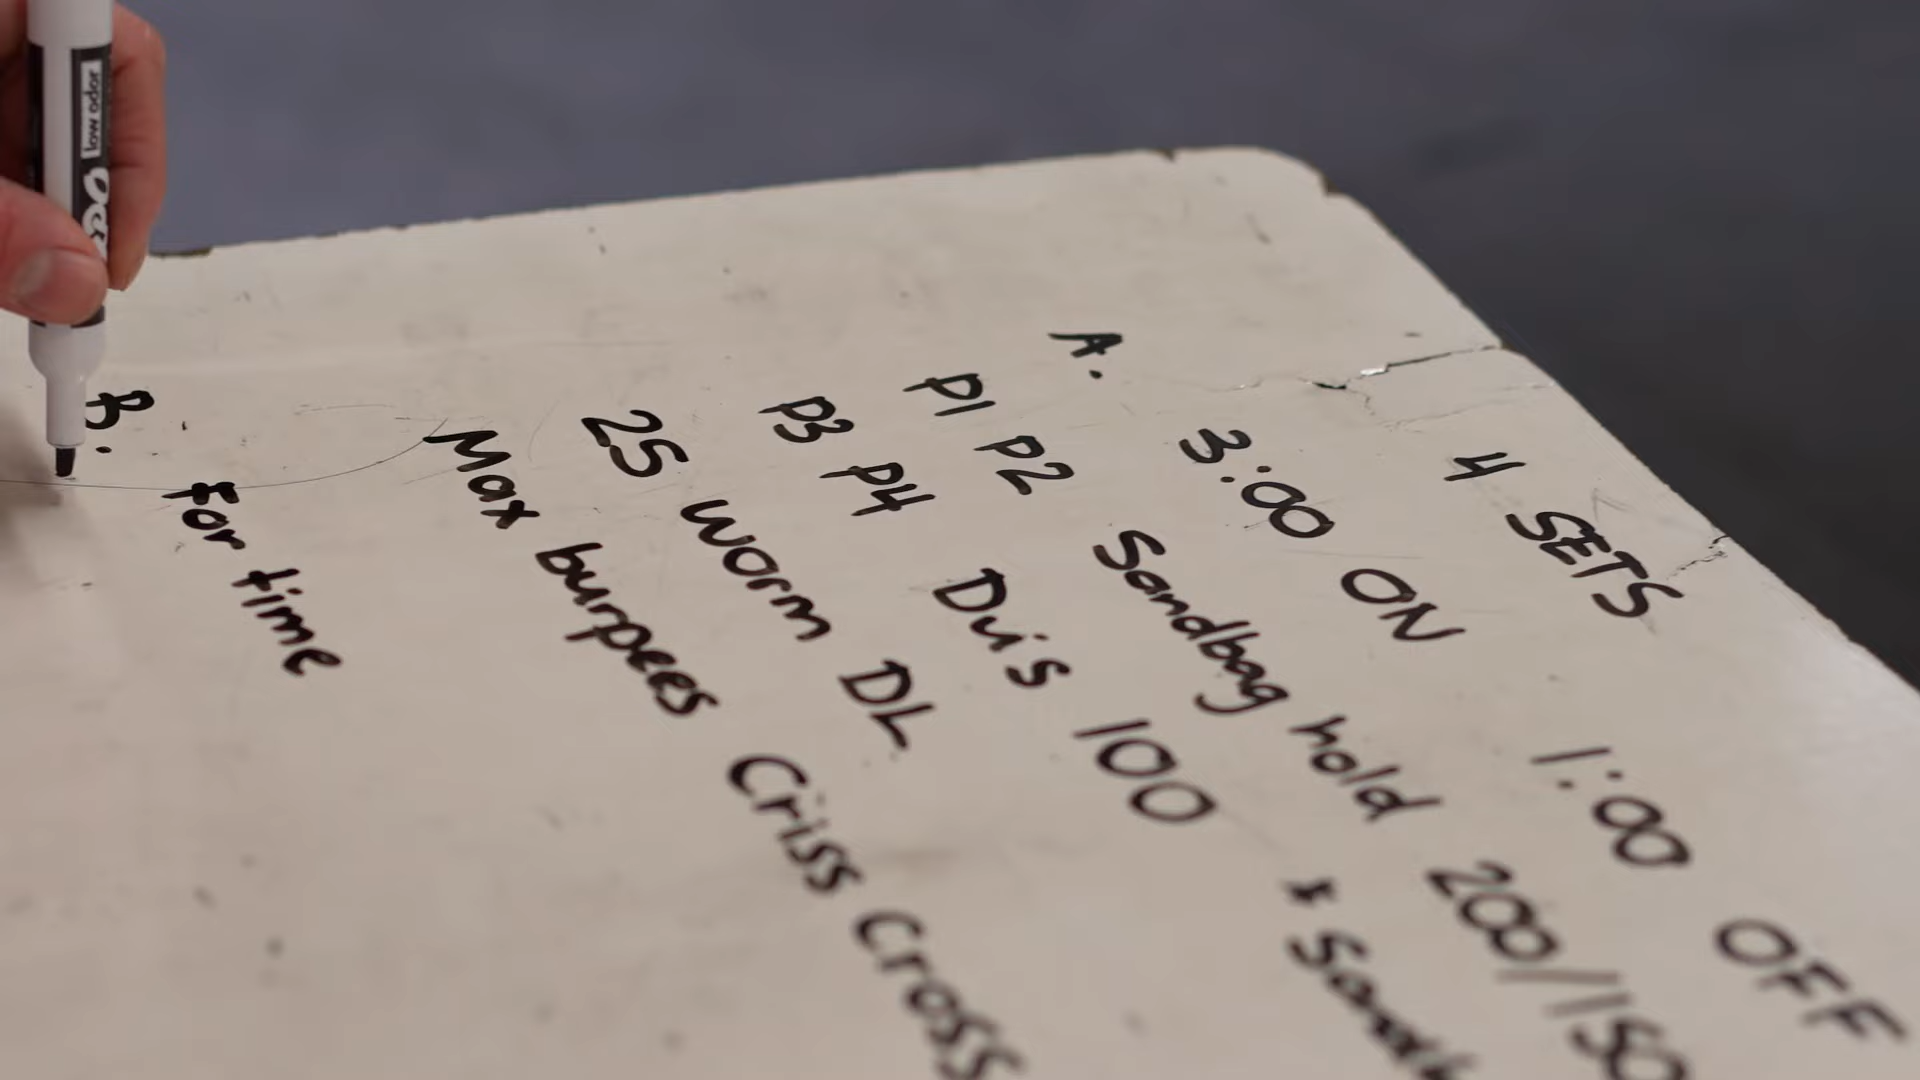 A. 4 SETS
3:00 ON 1:00 OFF
P1 P2 Sandbag hold 200/150
P3 P4 DU's 100
25 Worm DL
Max burpees Criss Cross
B. For time
low odor